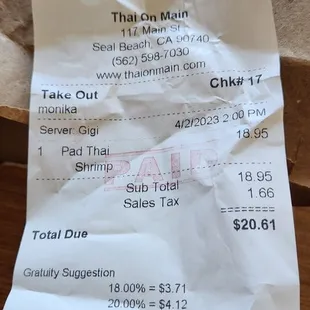 Thai On Main
117 Main St
Seal Beach, CA 90740
(562) 598-7030
www.thaionmain.com
Take Out Chk# 17
monika
Server: Gigi 4/2/2023 2:00 PM
1 Pad Thai 18.95
Shrimp
PAID
Sub Total 18.95
Sales Tax 1.66
Total Due $20.61
Gratuity Suggestion
18.00% = $3.71
20.00% = $4.12